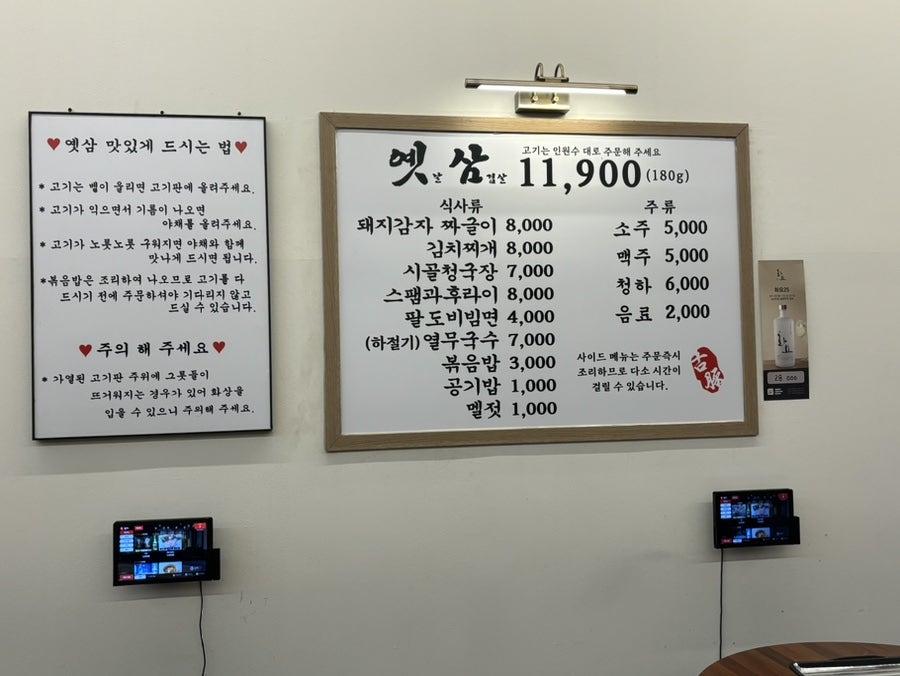 ♥옛삼 맛있게 드시는 법♥
* 고기는 벨이 울리면 고기판에 올려주세요.
* 고기가 익으면서 기름이 나오면
야채를 올려주세요.
* 고기가 노릇노릇 구워지면 야채와 함께
맛나게 드시면 됩니다.
*볶음밥은 조리하여 나오므로 고기를 다
드시기 전에 주문하셔야 기다리지 않고
드실 수 있습니다.
♥주의 해 주세요♥
* 가열된 고기판 주위에 그릇들이
뜨거워지는 경우가 있어 화상을
입을 수 있으니 주의해 주세요.
고기는 인원수 대로 주문해 주세요
옛날 삼겹살 11,900 (180g)
식사류
돼지감자 짜글이 8,000
김치찌개 8,000
시골청국장 7,000
스팸과후라이 8,000
팔도비빔면 4,000
(하절기) 열무국수 7,000
볶음밥 3,000
공기밥 1,000
멜젓 1,000
주류
소주 5,000
맥주 5,000
청하 6,000
음료 2,000
사이드 메뉴는 주문즉시
조리하므로 다소 시간이
걸릴 수 있습니다.
화요
화요25
화요
28,000